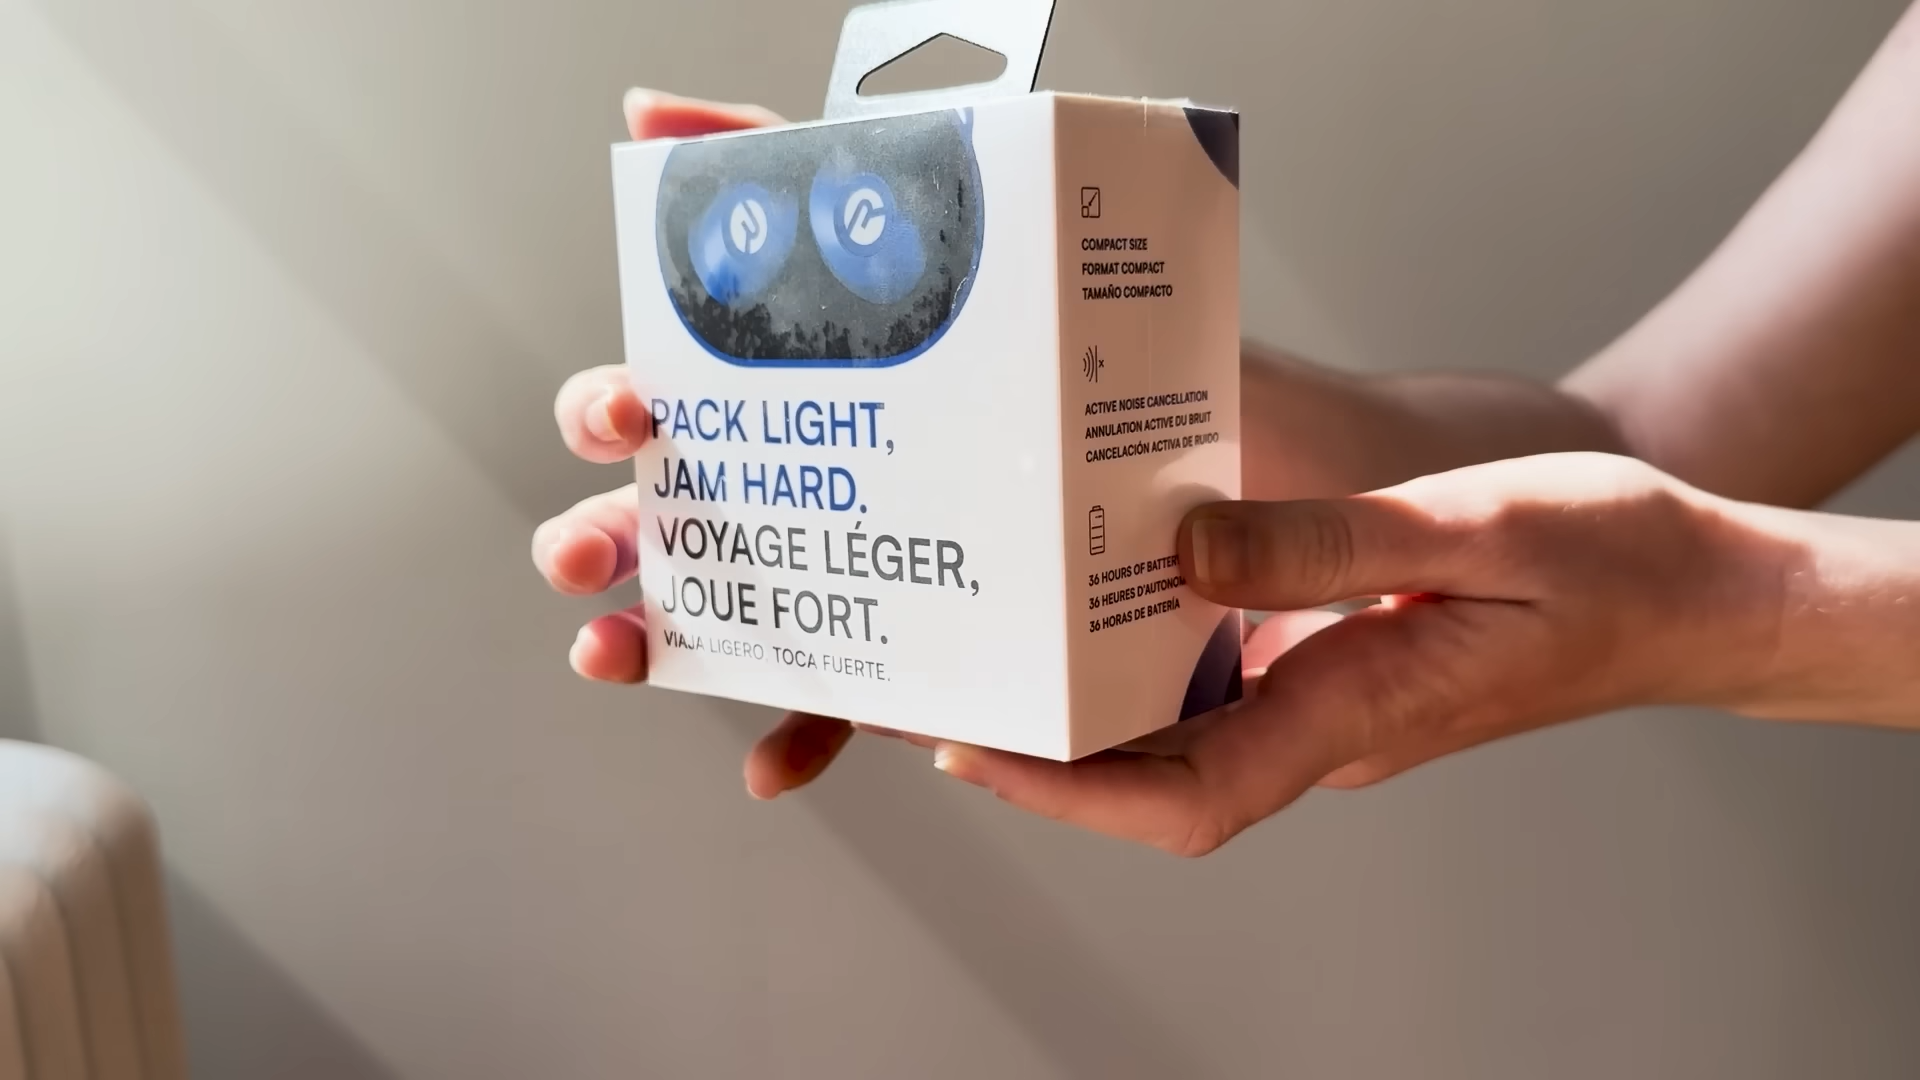 PACK LIGHT,
JAM HARD.
VOYAGE LÉGER,
JOUE FORT.
VIAJA LIGERO, TOCA FUERTE.
COMPACT SIZE
FORMAT COMPACT
TAMAÑO COMPACTO
ACTIVE NOISE CANCELLATION
ANNULATION ACTIVE DU BRUIT
CANCELACIÓN ACTIVA DE RUIDO
36 HOURS OF BATTERY
36 HEURES D'AUTONOM
36 HORAS DE BATERÍA